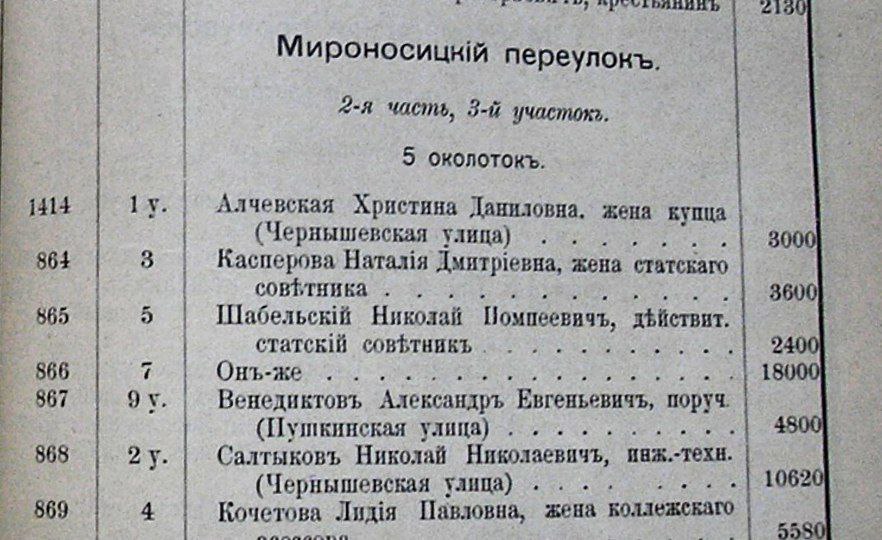 крестьянинъ 2130
Мироносицкій переулокъ.
2-я часть, 3-й участокъ.
5 околотокъ.
1414 1 у. Алчевская Христина Даниловна. жена купца
(Чернышевская улица) . . . . . . . 3000
864 3 Касперова Наталія Дмитріевна, жена статскаго
совѣтника . . . . . . . . . . . . . 3600
865 5 Шабельскій Николай Помпеевичъ, дѣйствит.
статскій совѣтникъ . . . . . . . . . 2400
866 7 Онъ-же . . . . . . . . . . . . . . . 18000
867 9 у. Венедиктовъ Александръ Евгеньевичъ, поруч.
(Пушкинская улица) . . . . . . . . 4800
868 2 у. Салтыковъ Николай Николаевичъ, инж.-техн.
(Чернышевская улица) . . . . . . . 10620
869 4 Кочетова Лидія Павловна, жена коллежскаго
5580